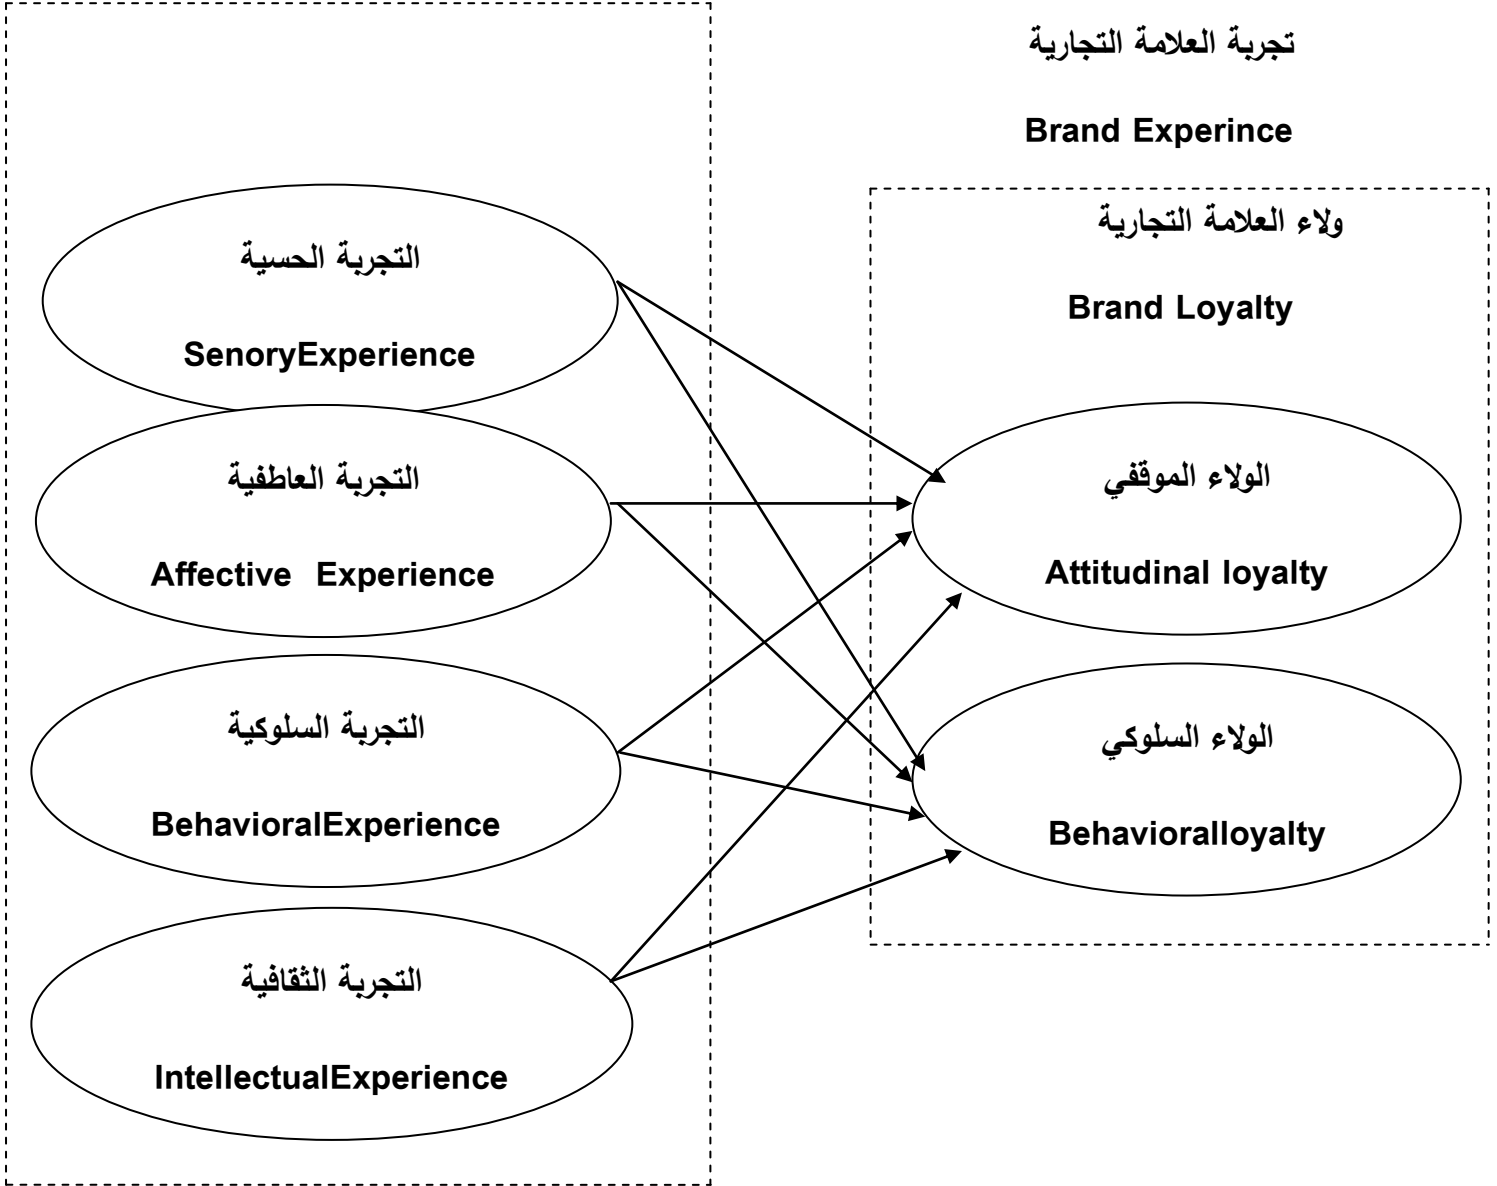 تجربة العلامة التجارية
Brand Experince
ولاء العلامة التجارية
Brand Loyalty
التجربة الحسية
SenoryExperience
التجربة العاطفية
Affective Experience
التجربة السلوكية
BehavioralExperience
التجربة الثقافية
IntellectualExperience
الولاء الموقفي
Attitudinal loyalty
الولاء السلوكي
Behavioralloyalty